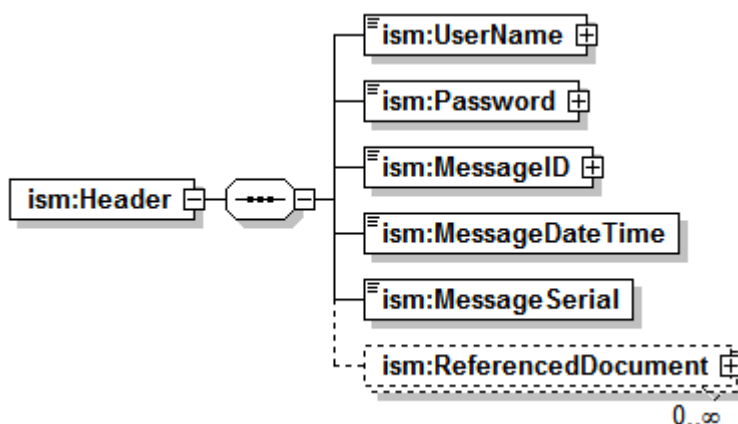 ism:UserName
ism:Password
ism:MessageID
ism:Header
ism:MessageDateTime
ism:MessageSerial
ism:ReferencedDocument
0..∞